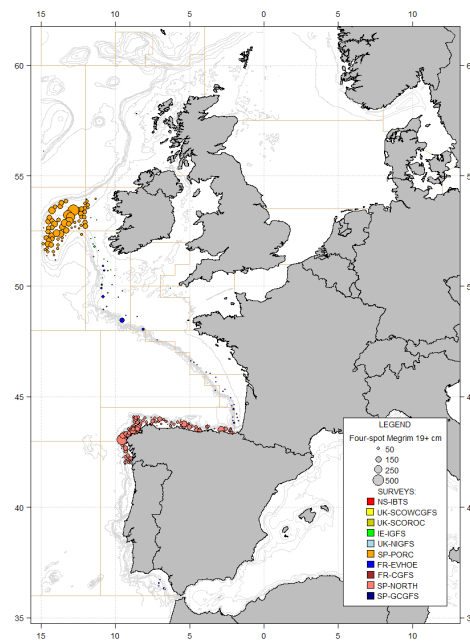 15 10 5 0 5 10
60
60
55
55
50
50
45
45
LEGEND
Four-spot Megrim 19+ cm
50
150
250
500
SURVEYS:
NS-IBTS
UK-SCOWCGFS
UK-SCOROC
IE-IGFS
UK-NIGFS
SP-PORC
FR-EVHOE
FR-CGFS
SP-NORTH
SP-GCGFS
40
40
35
35
15 10 5 0 5 10